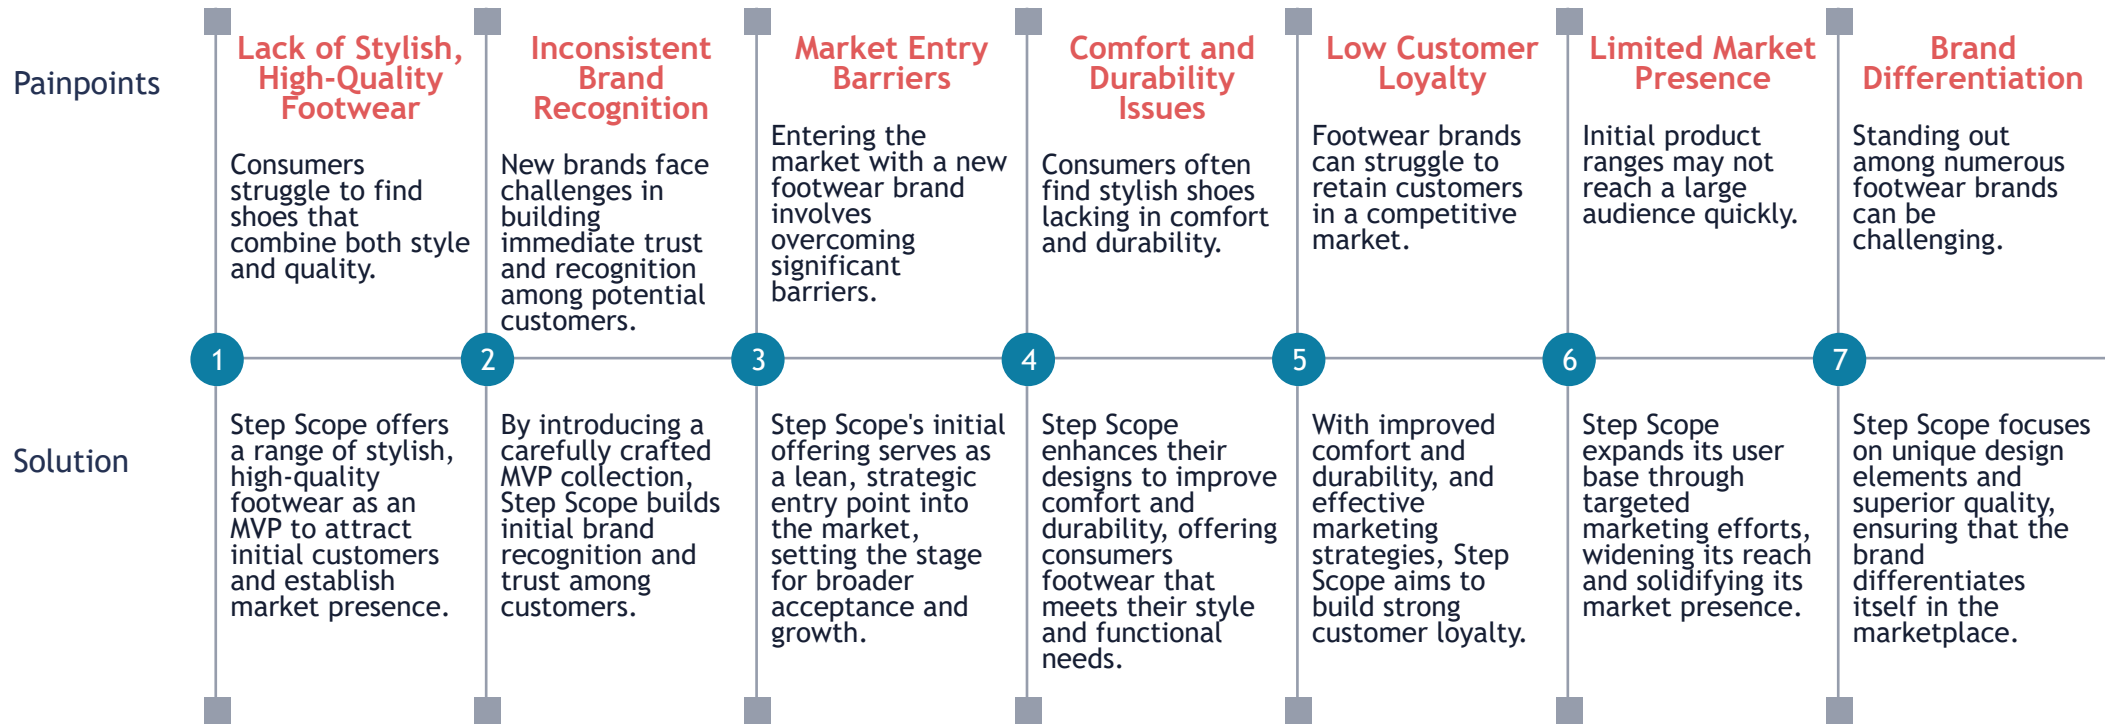 Painpoints
Lack of Stylish,
High-Quality
Footwear
Consumers
struggle to find
shoes that
combine both style
and quality.
Inconsistent
Brand
Recognition
New brands face
challenges in
building
immediate trust
and recognition
among potential
customers.
Market Entry
Barriers
Entering the
market with a new
footwear brand
involves
overcoming
significant
barriers.
Comfort and
Durability
Issues
Consumers often
find stylish shoes
lacking in comfort
and durability.
Low Customer
Loyalty
Footwear brands
can struggle to
retain customers
in a competitive
market.
Limited Market
Presence
Initial product
ranges may not
reach a large
audience quickly.
Brand
Differentiation
Standing out
among numerous
footwear brands
can be
challenging.
1
2
3
4
5
6
7
Solution
Step Scope offers
a range of stylish,
high-quality
footwear as an
MVP to attract
initial customers
and establish
market presence.
By introducing a
carefully crafted
MVP collection,
Step Scope builds
initial brand
recognition and
trust among
customers.
Step Scope's initial
offering serves as
a lean, strategic
entry point into
the market,
setting the stage
for broader
acceptance and
growth.
Step Scope
enhances their
designs to improve
comfort and
durability, offering
consumers
footwear that
meets their style
and functional
needs.
With improved
comfort and
durability, and
effective
marketing
strategies, Step
Scope aims to
build strong
customer loyalty.
Step Scope
expands its user
base through
targeted
marketing efforts,
widening its reach
and solidifying its
market presence.
Step Scope focuses
on unique design
elements and
superior quality,
ensuring that the
brand
differentiates
itself in the
marketplace.